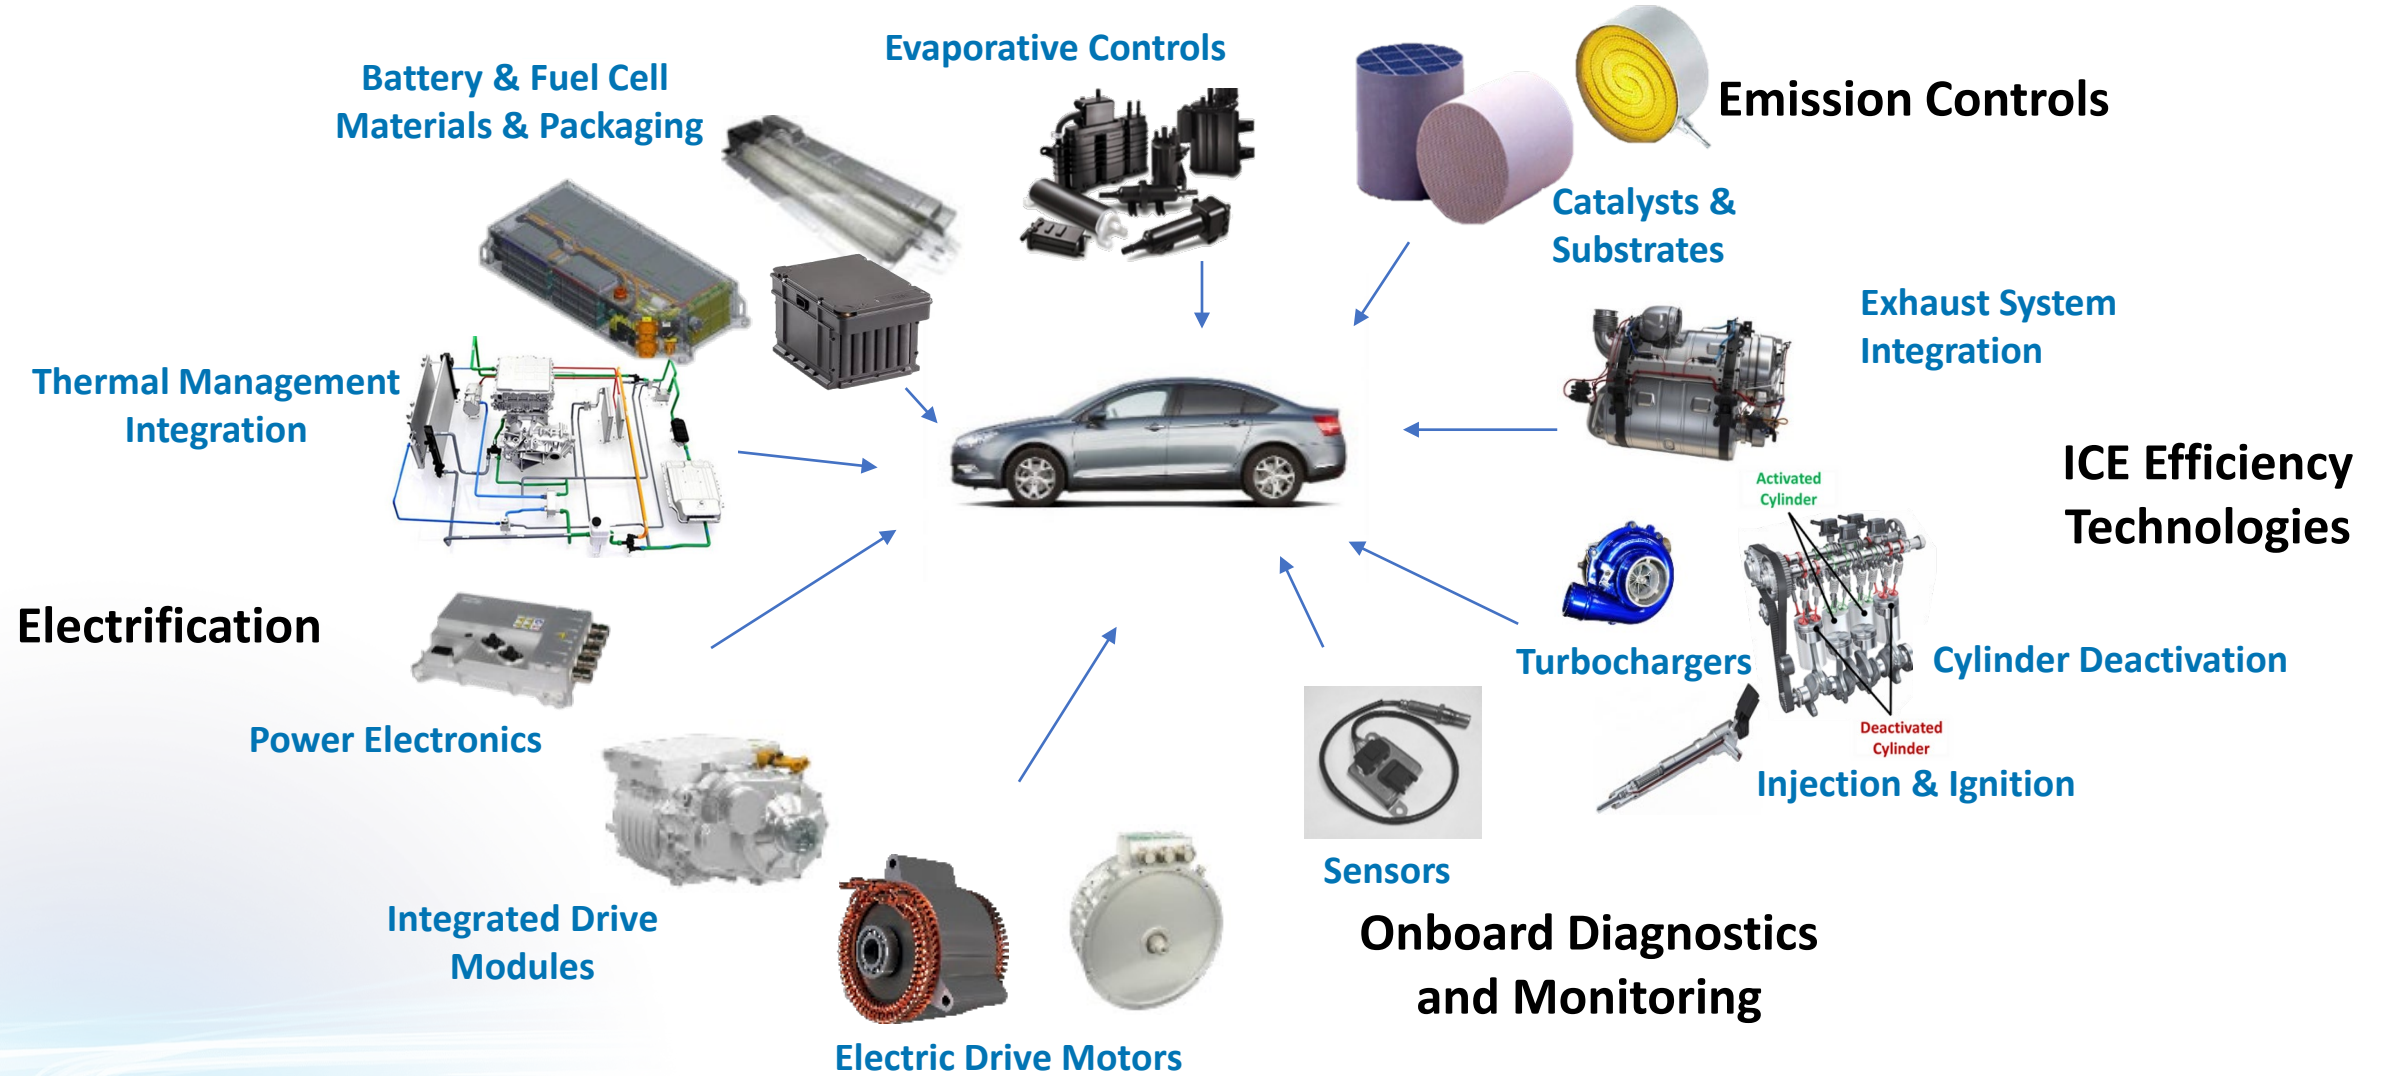 Evaporative Controls
Battery & Fuel Cell
Materials & Packaging
Emission Controls
Catalysts &
Substrates
Exhaust System
Integration
Thermal Management
Integration
ICE Efficiency
Technologies
Activated
Cylinder
Electrification
Turbochargers
Cylinder Deactivation
Deactivated
Cylinder
Power Electronics
Injection & Ignition
Sensors
Integrated Drive
Modules
Onboard Diagnostics
and Monitoring
Electric Drive Motors